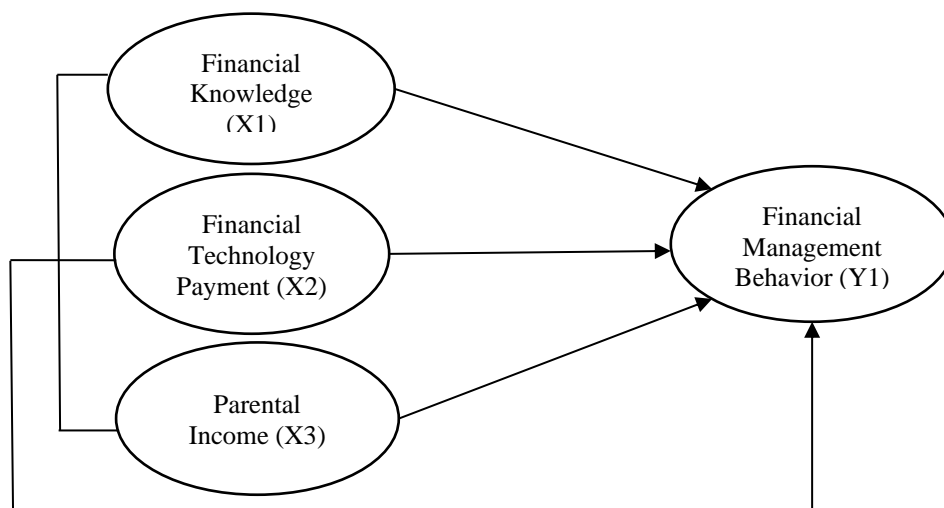 Financial
Knowledge
(X1)
Financial
Technology
Payment (X2)
Parental
Income (X3)
Financial
Management
Behavior (Y1)